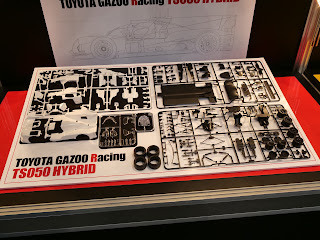 TOYOTA GAZOO Racing TS050 HYBRID
TOYOTA GAZOO Racing
TS050 HYBRID